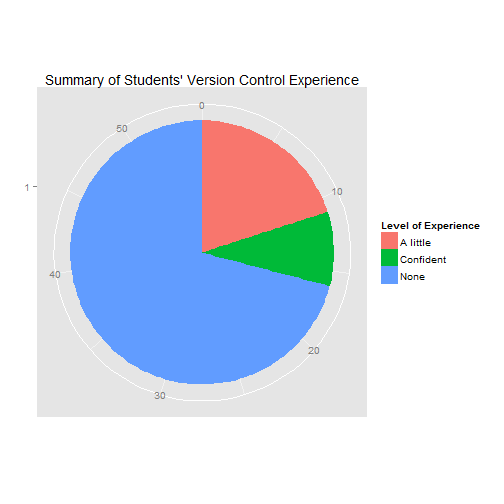 Summary of Students' Version Control Experience
0
50
10
1
40
20
30
Level of Experience
A little
Confident
None